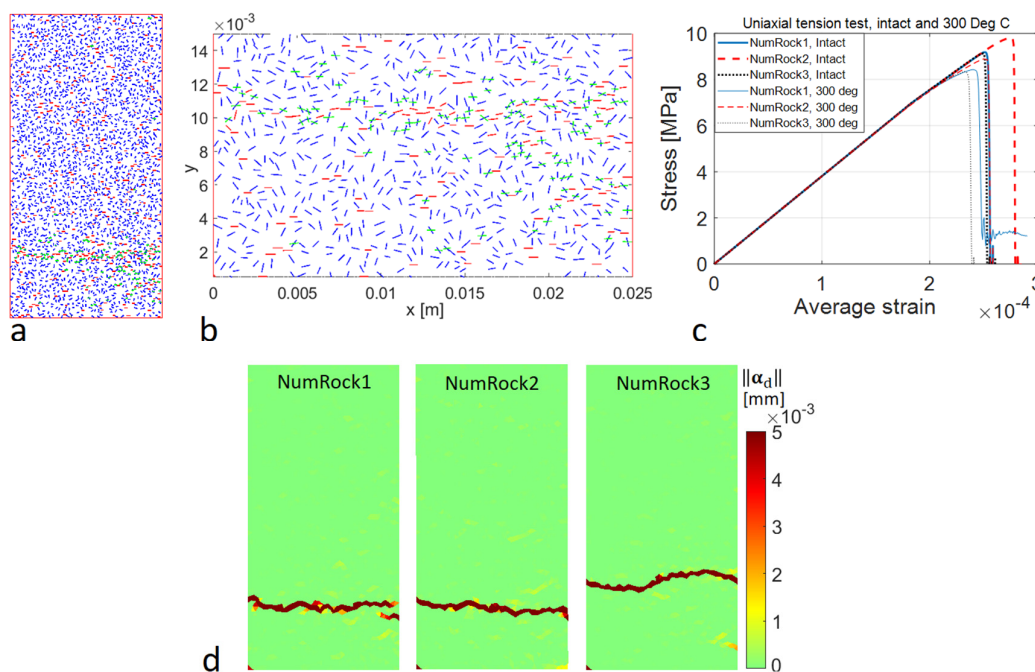 ×10⁻³
14
12
10
8
6
4
2
y
0
0.005
0.01
0.015
0.02
0.025
x [m]
a
b
Uniaxial tension test, intact and 300 Deg C
NumRock1, Intact
NumRock2, Intact
NumRock3, Intact
NumRock1, 300 deg
NumRock2, 300 deg
NumRock3, 300 deg
10
8
6
4
2
0
Stress [MPa]
0
1
2
3
Average strain
×10⁻⁴
c
NumRock1
NumRock2
NumRock3
‖α_d‖
[mm]
×10⁻³
5
4
3
2
1
0
d